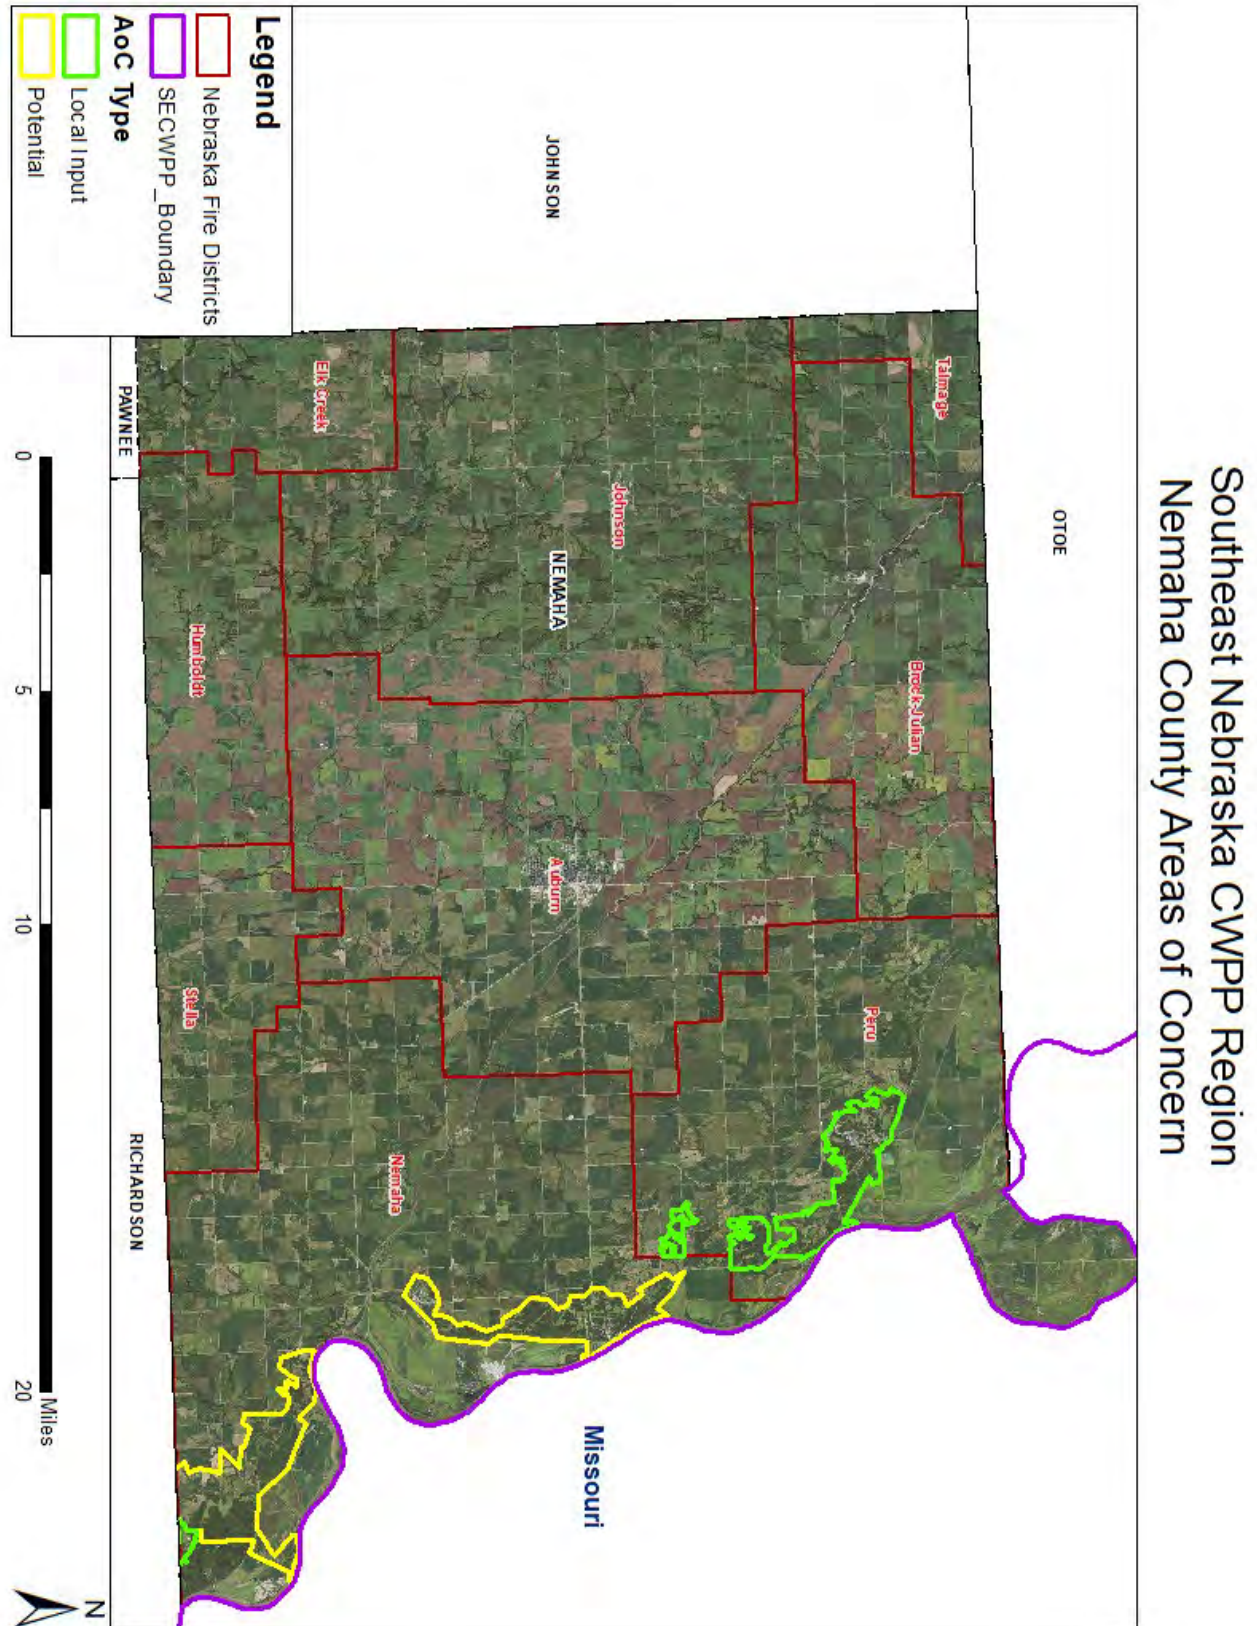 Southeast Nebraska CWPP Region
Nemaha County Areas of Concern
OTOE
JOHNSON
Talmage
Brock-Julian
Peru
Johnson
NEMAHA
Auburn
Missouri
Nemaha
Elk Creek
Humboldt
Stella
PAWNEE
RICHARDSON
Legend
Nebraska Fire Districts
SECWPP_Boundary
AoC Type
Local Input
Potential
0 5 10 20
Miles
N